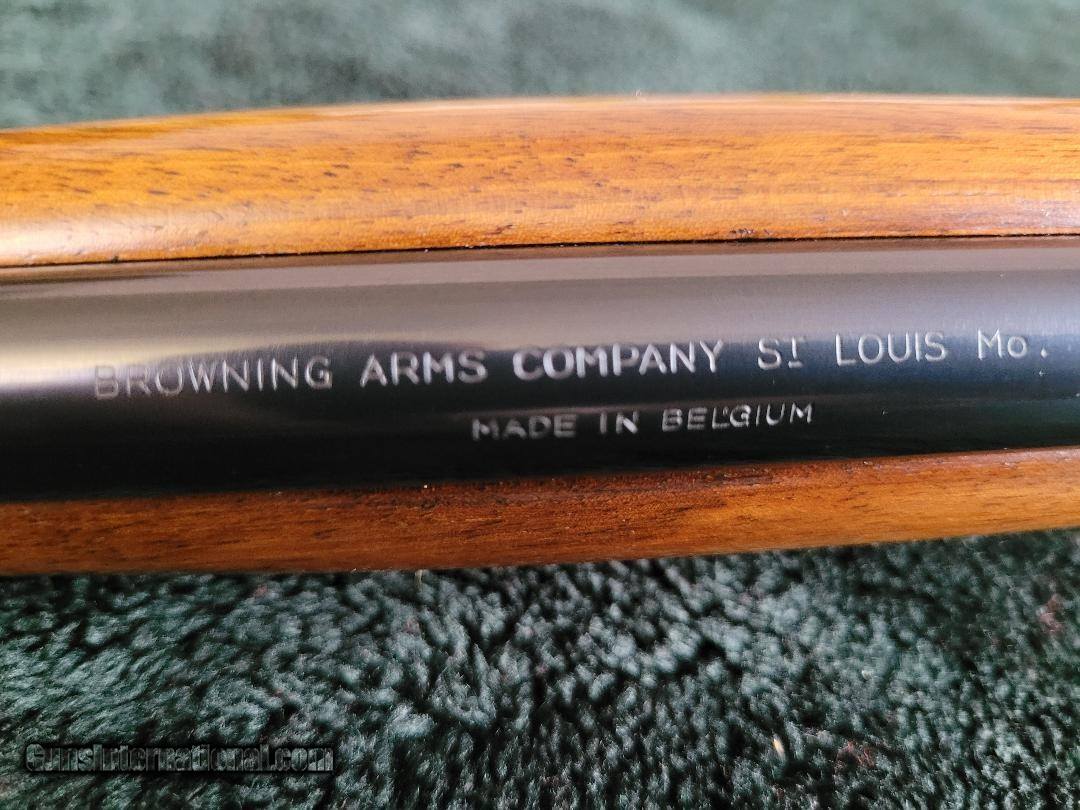 BROWNING ARMS COMPANY ST LOUIS Mo.
MADE IN BELGIUM
GunsInternational.com